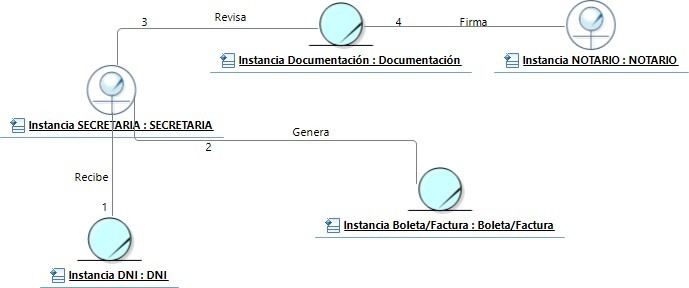 3
Revisa
4
Firma
Instancia Documentación : Documentación
Instancia NOTARIO : NOTARIO
Instancia SECRETARIA : SECRETARIA
Genera
2
Recibe
1
Instancia Boleta/Factura : Boleta/Factura
Instancia DNI : DNI